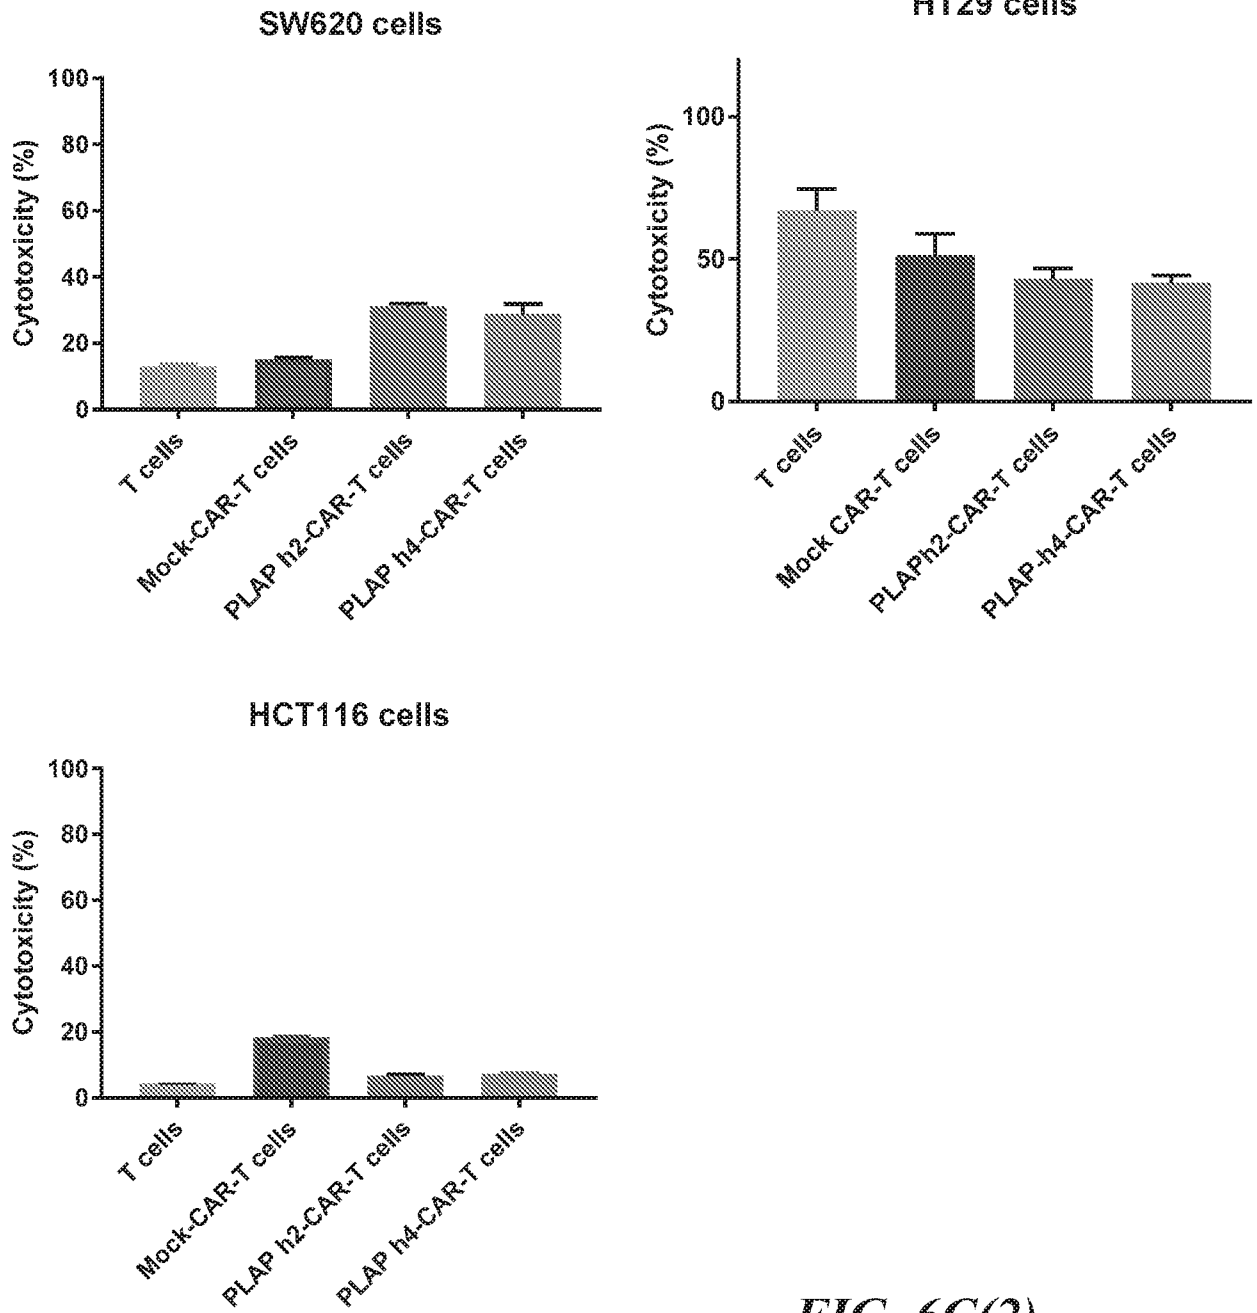 SW620 cells
Cytotoxicity (%)
100
80
60
40
20
0
T cells
Mock-CAR-T cells
PLAP h2-CAR-T cells
PLAP h4-CAR-T cells
HT29 cells
Cytotoxicity (%)
100
50
0
T cells
Mock CAR-T cells
PLAPh2-CAR-T cells
PLAP-h4-CAR-T cells
HCT116 cells
Cytotoxicity (%)
100
80
60
40
20
0
T cells
Mock-CAR-T cells
PLAP h2-CAR-T cells
PLAP h4-CAR-T cells
FIG. 6C(2)